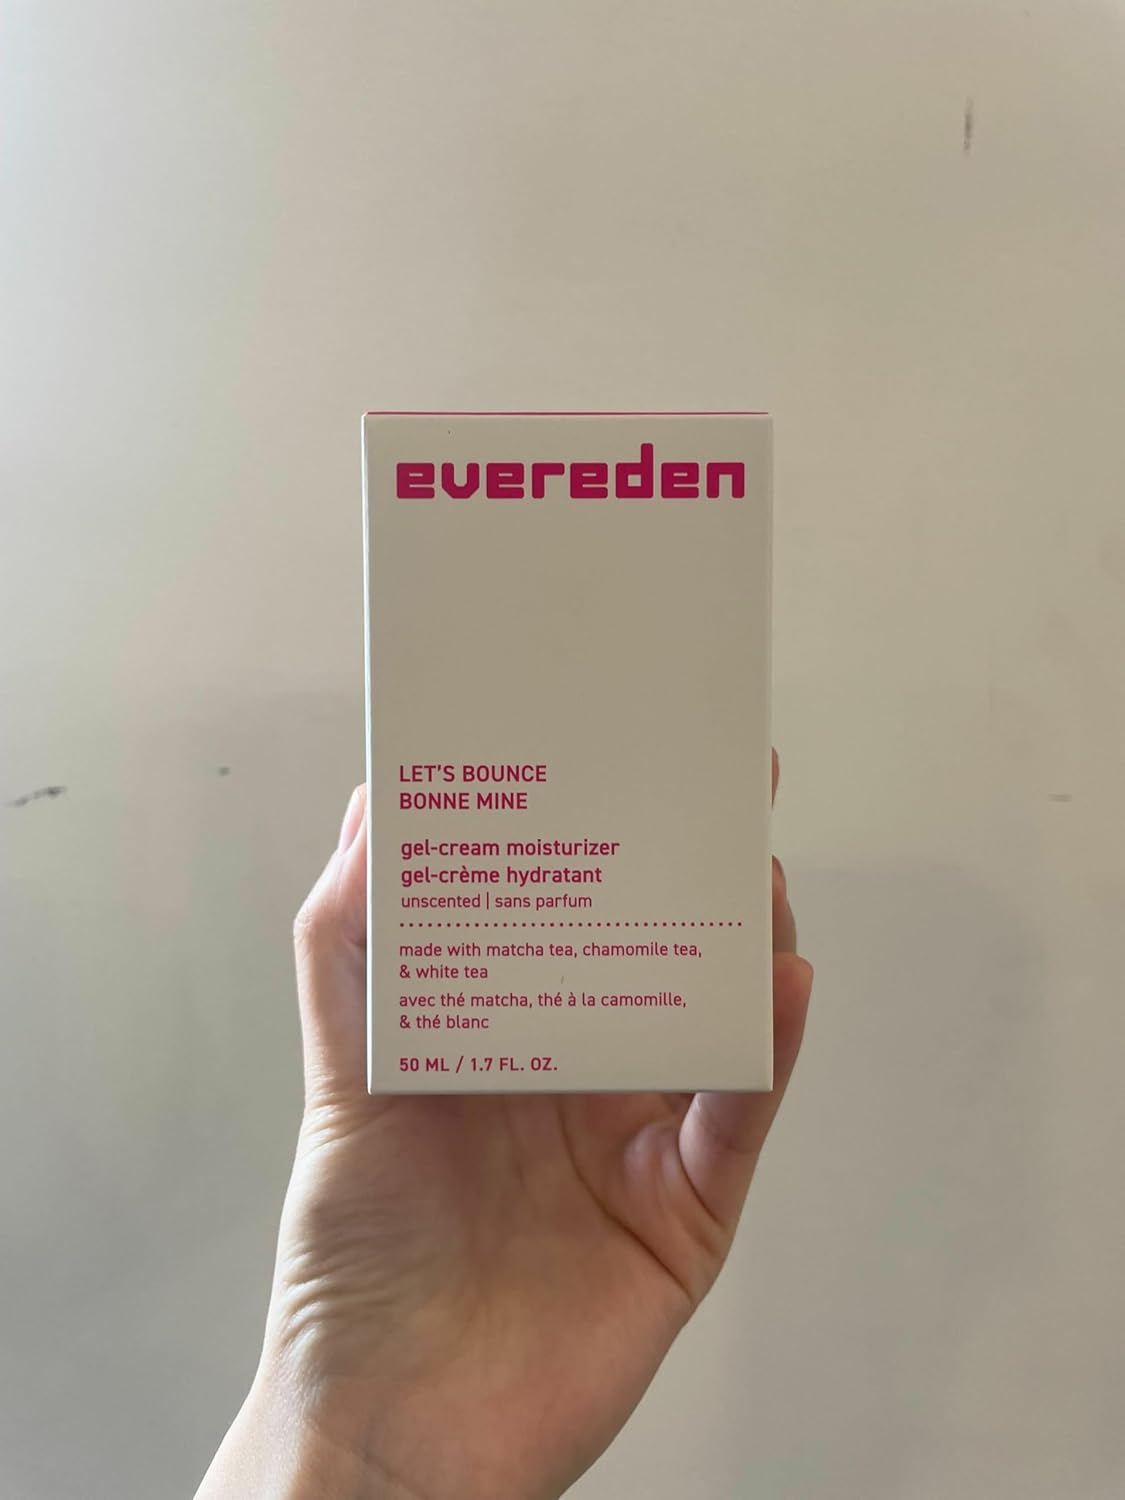 evereden
LET'S BOUNCE
BONNE MINE
gel-cream moisturizer
gel-crème hydratant
unscented | sans parfum
made with matcha tea, chamomile tea,
& white tea
avec thé matcha, thé à la camomille,
& thé blanc
50 ML / 1.7 FL. OZ.